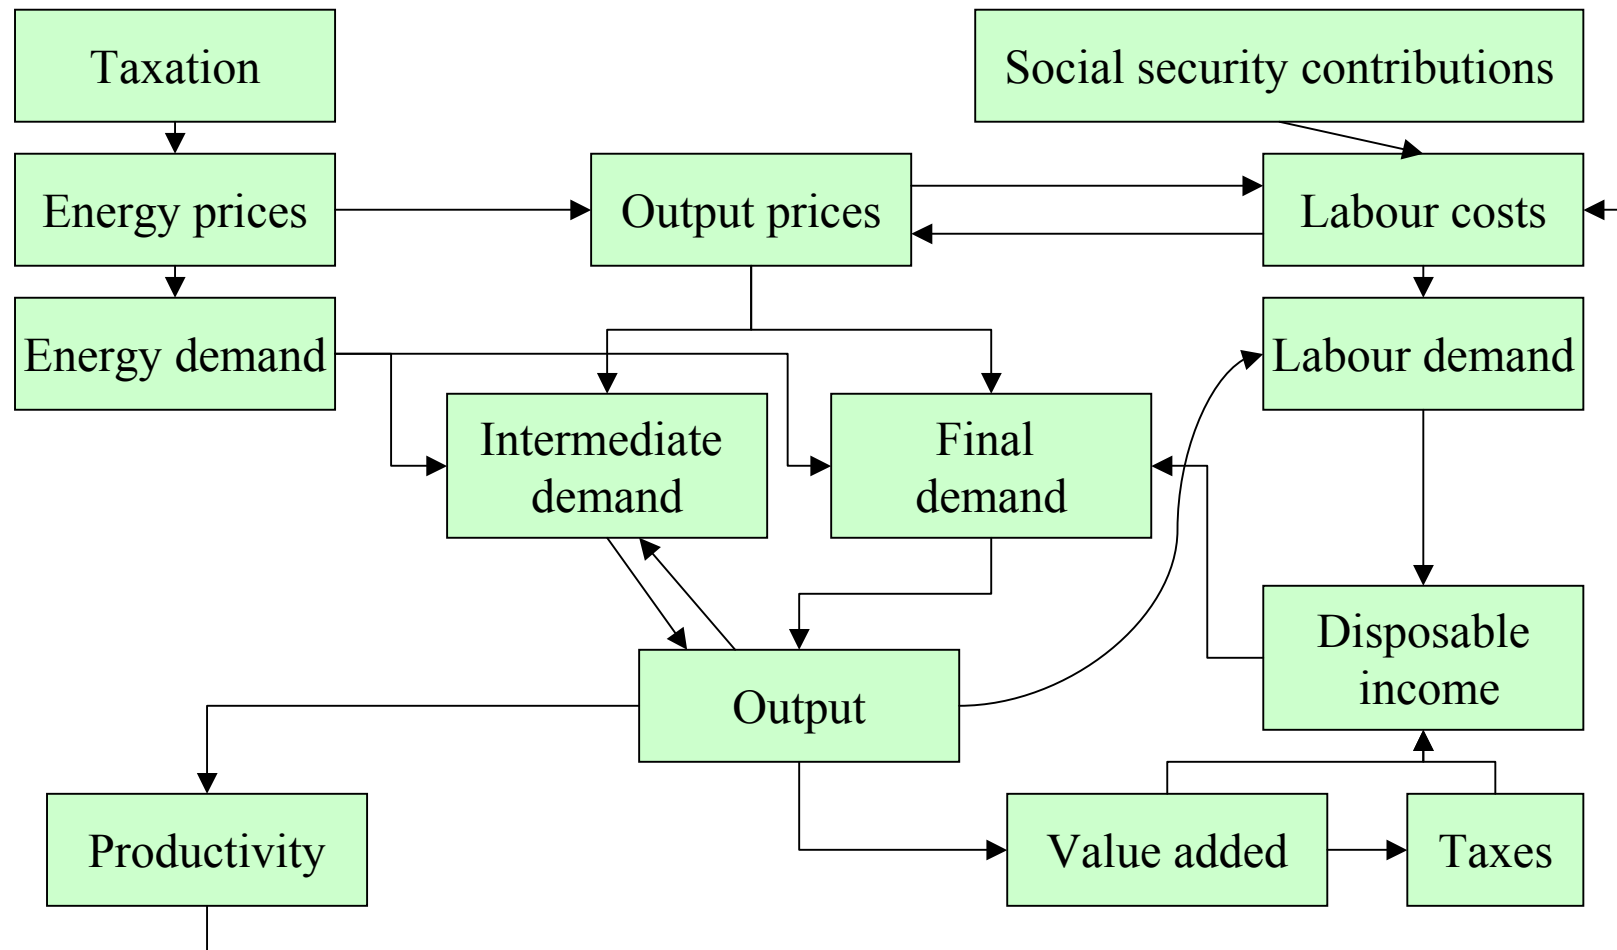 Taxation
Social security contributions
Energy prices
Output prices
Labour costs
Energy demand
Labour demand
Intermediate
demand
Final
demand
Disposable
income
Output
Productivity
Value added
Taxes